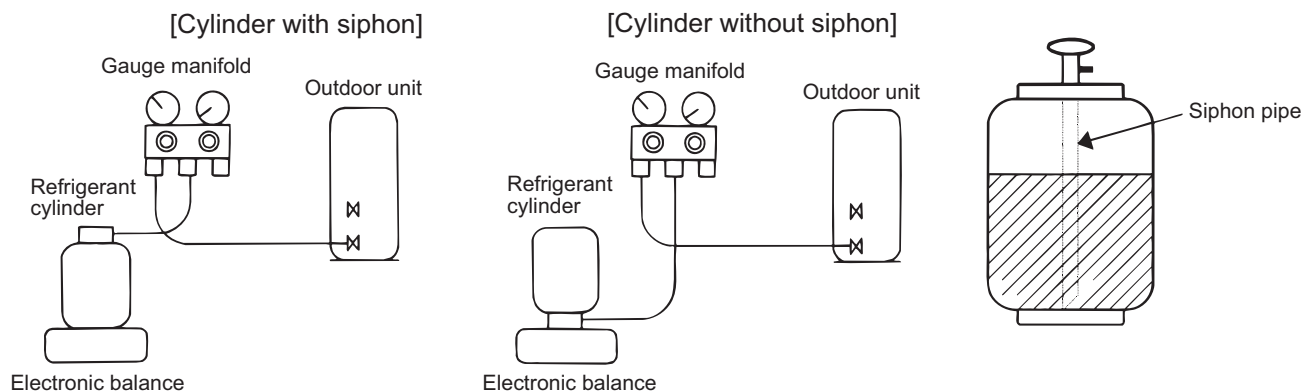 [Cylinder with siphon]
Gauge manifold
Outdoor unit
Refrigerant
cylinder
Electronic balance
[Cylinder without siphon]
Gauge manifold
Outdoor unit
Refrigerant
cylinder
Electronic balance
Siphon pipe